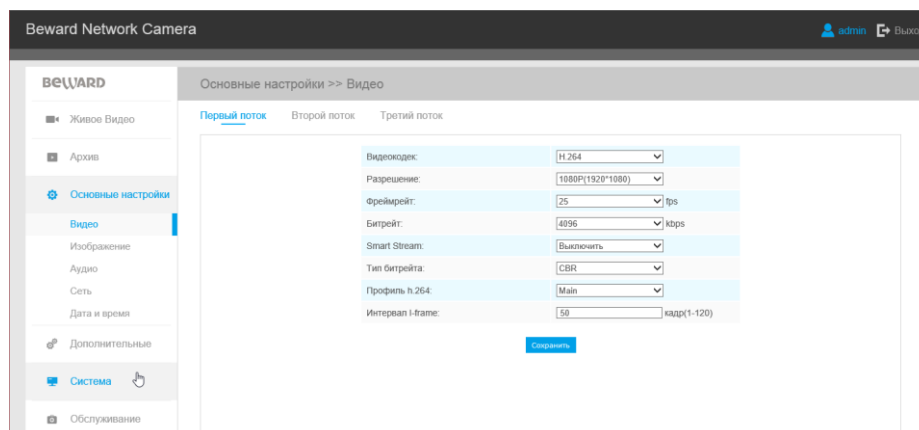 Beward Network Camera
admin Выхо
BEWARD
Основные настройки >> Видео
Живое Видео
Первый поток Второй поток Третий поток
Архив
Видеокодек: H.264
Разрешение: 1080P(1920*1080)
Основные настройки
Фреймрейт: 25 fps
Видео
Битрейт: 4096 kbps
Изображение
Smart Stream: Выключить
Аудио
Тип битрейта: CBR
Сеть
Профиль h.264: Main
Дата и время
Интервал I-frame: 50 кадр(1-120)
Дополнительные
Сохранить
Система
Обслуживание